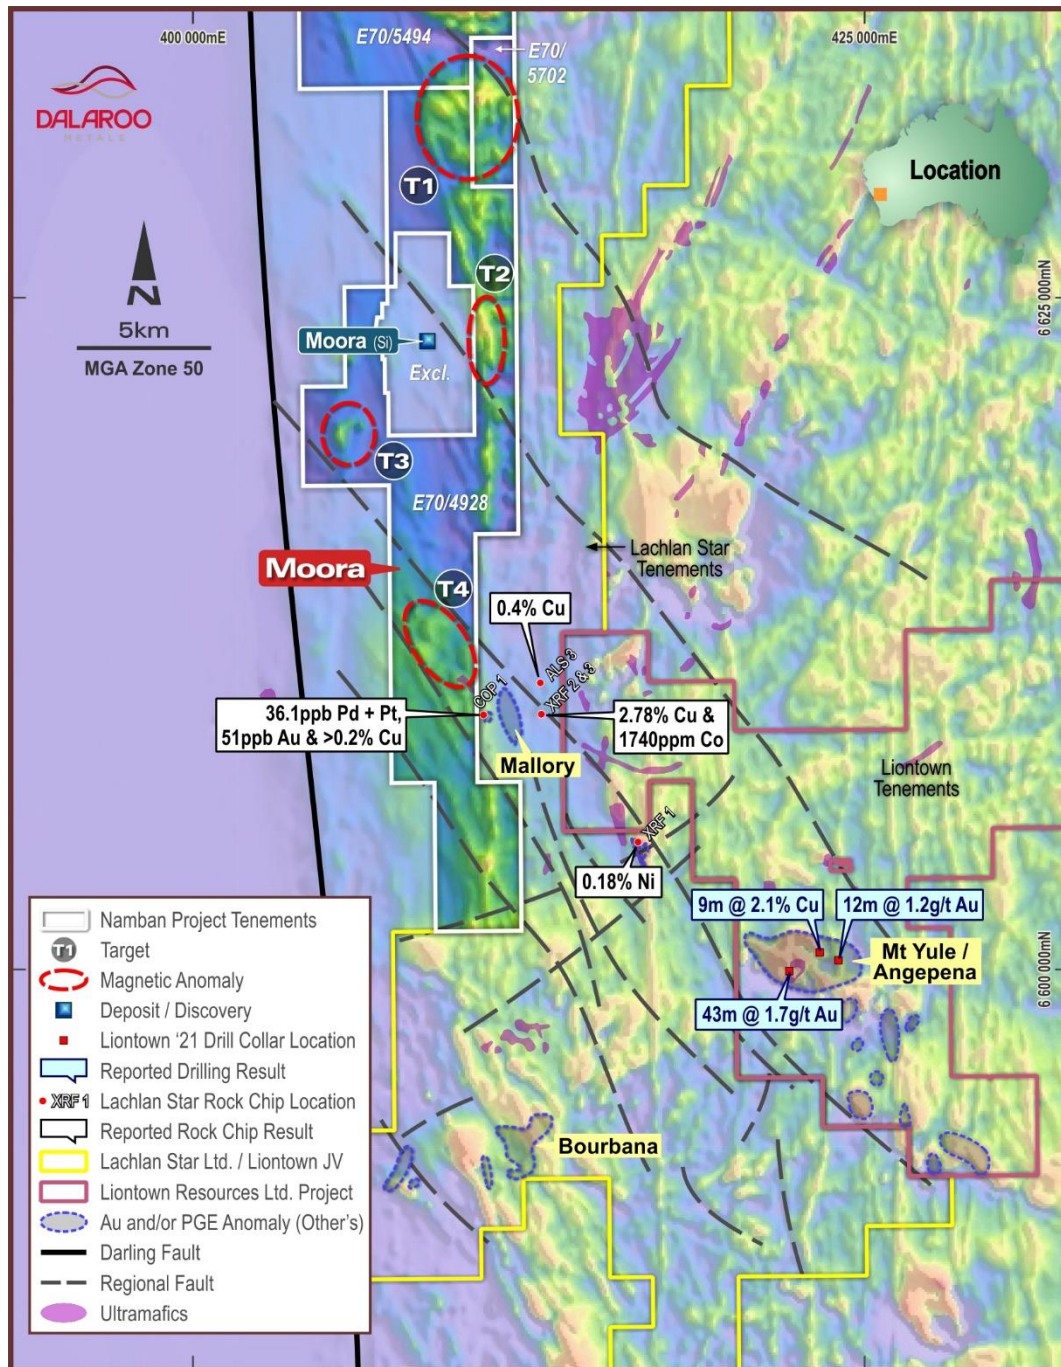 400 000mE
E70/5494
E70/
5702
425 000mE
DALAROO
METALS
Location
T1
N
5km
MGA Zone 50
T2
6 625 000mN
Moora (Si)
Excl.
T3
E70/4928
Lachlan Star
Tenements
Moora
T4
0.4% Cu
ALS 3
XRF 2 & 3
COP 1
36.1ppb Pd + Pt,
51ppb Au & >0.2% Cu
2.78% Cu &
1740ppm Co
Mallory
Liontown
Tenements
XRF 1
0.18% Ni
9m @ 2.1% Cu
12m @ 1.2g/t Au
Mt Yule /
Angepena
6 600 000mN
43m @ 1.7g/t Au
Bourbana
Namban Project Tenements
T1 Target
Magnetic Anomaly
Deposit / Discovery
Liontown ‘21 Drill Collar Location
Reported Drilling Result
XRF 1 Lachlan Star Rock Chip Location
Reported Rock Chip Result
Lachlan Star Ltd. / Liontown JV
Liontown Resources Ltd. Project
Au and/or PGE Anomaly (Other’s)
Darling Fault
Regional Fault
Ultramafics